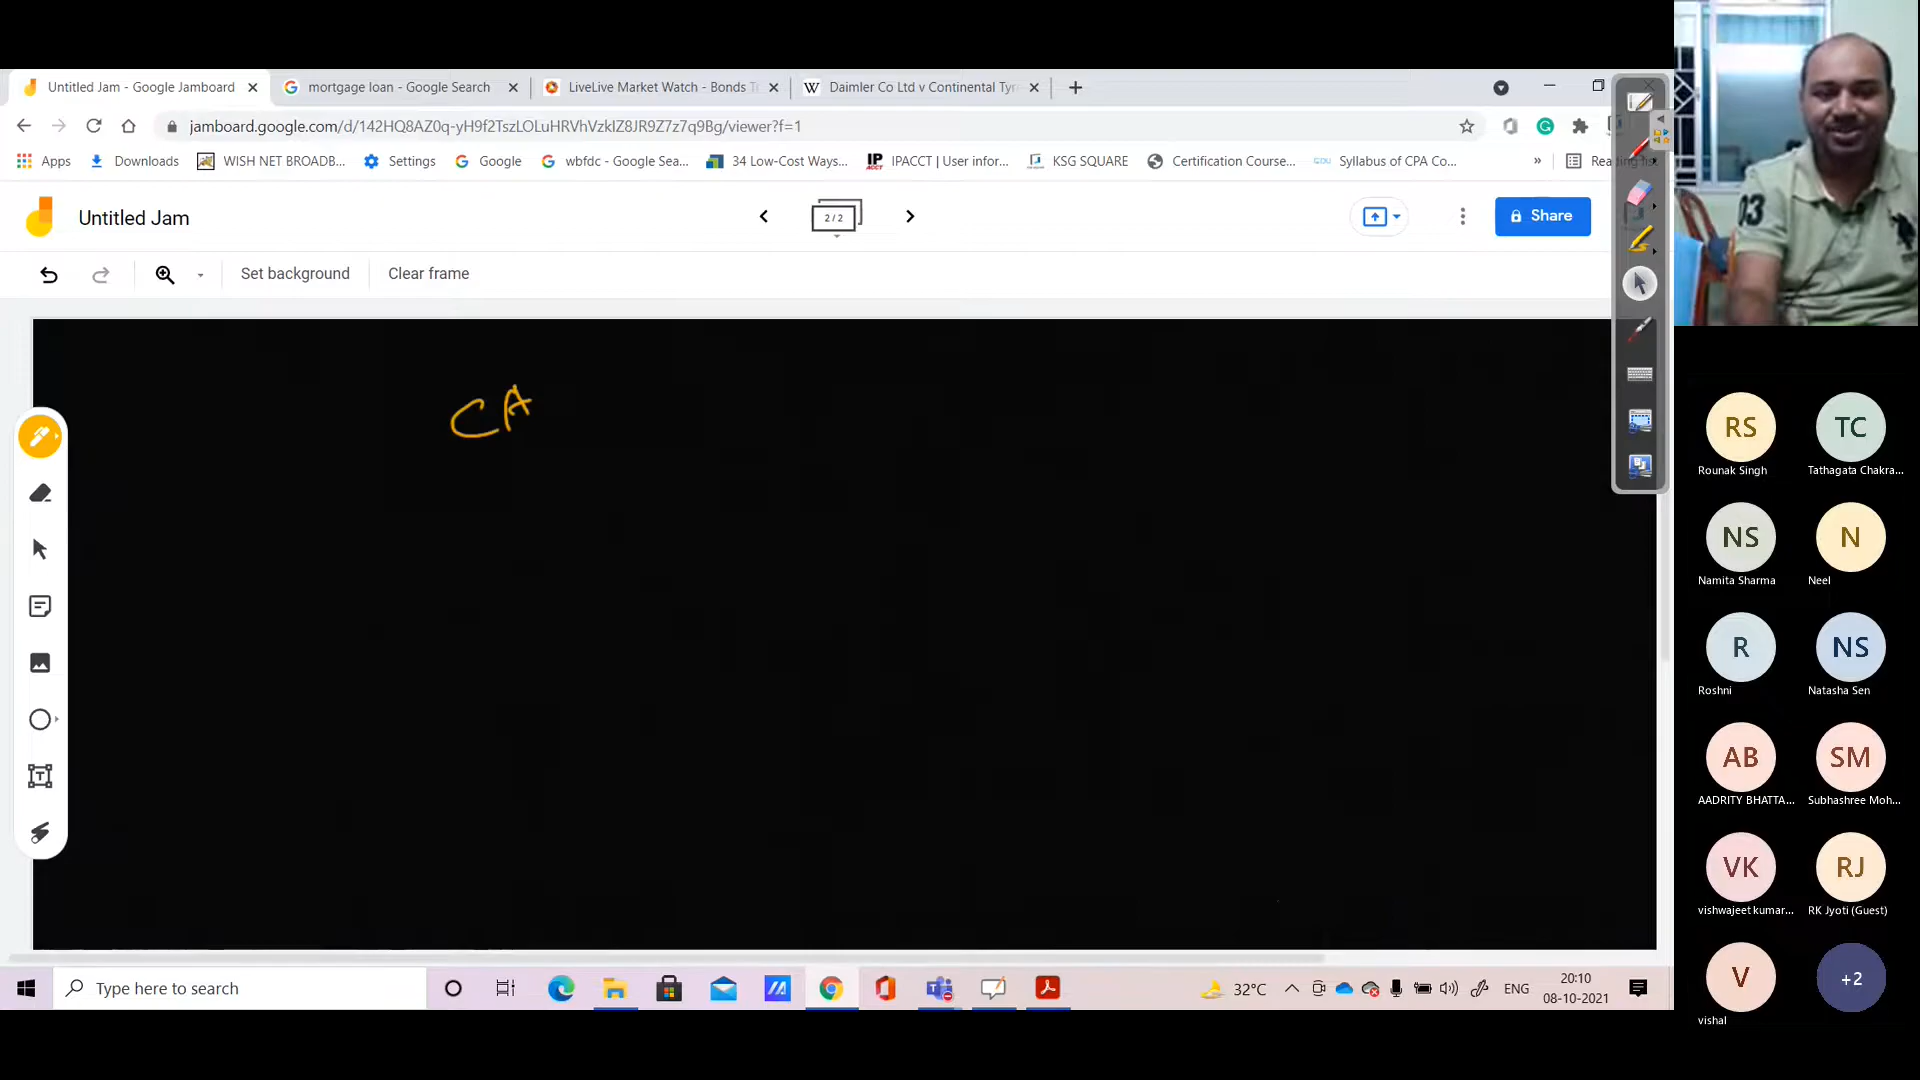 Untitled Jam - Google Jamboard
mortgage loan - Google Search
LiveLive Market Watch - Bonds T
Daimler Co Ltd v Continental Tyr
jamboard.google.com/d/142HQ8AZ0q-yH9f2TszLOLuHRVhVzkIZ8JR9Z7z7q9Bg/viewer?f=1
Apps
Downloads
WISH NET BROADB...
Settings
Google
wbfdc - Google Sea...
34 Low-Cost Ways...
IPACCT | User infor...
KSG SQUARE
Certification Course...
Syllabus of CPA Co...
»
Reading list
Untitled Jam
2 / 2
Share
Set background
Clear frame
CA
Type here to search
32°C
ENG
20:10
08-10-2021
03
RS
TC
Rounak Singh
Tathagata Chakra...
NS
N
Namita Sharma
Neel
R
NS
Roshni
Natasha Sen
AB
SM
AADRITY BHATTA...
Subhashree Moh...
VK
RJ
vishwajeet kumar...
RK Jyoti (Guest)
V
+2
vishal